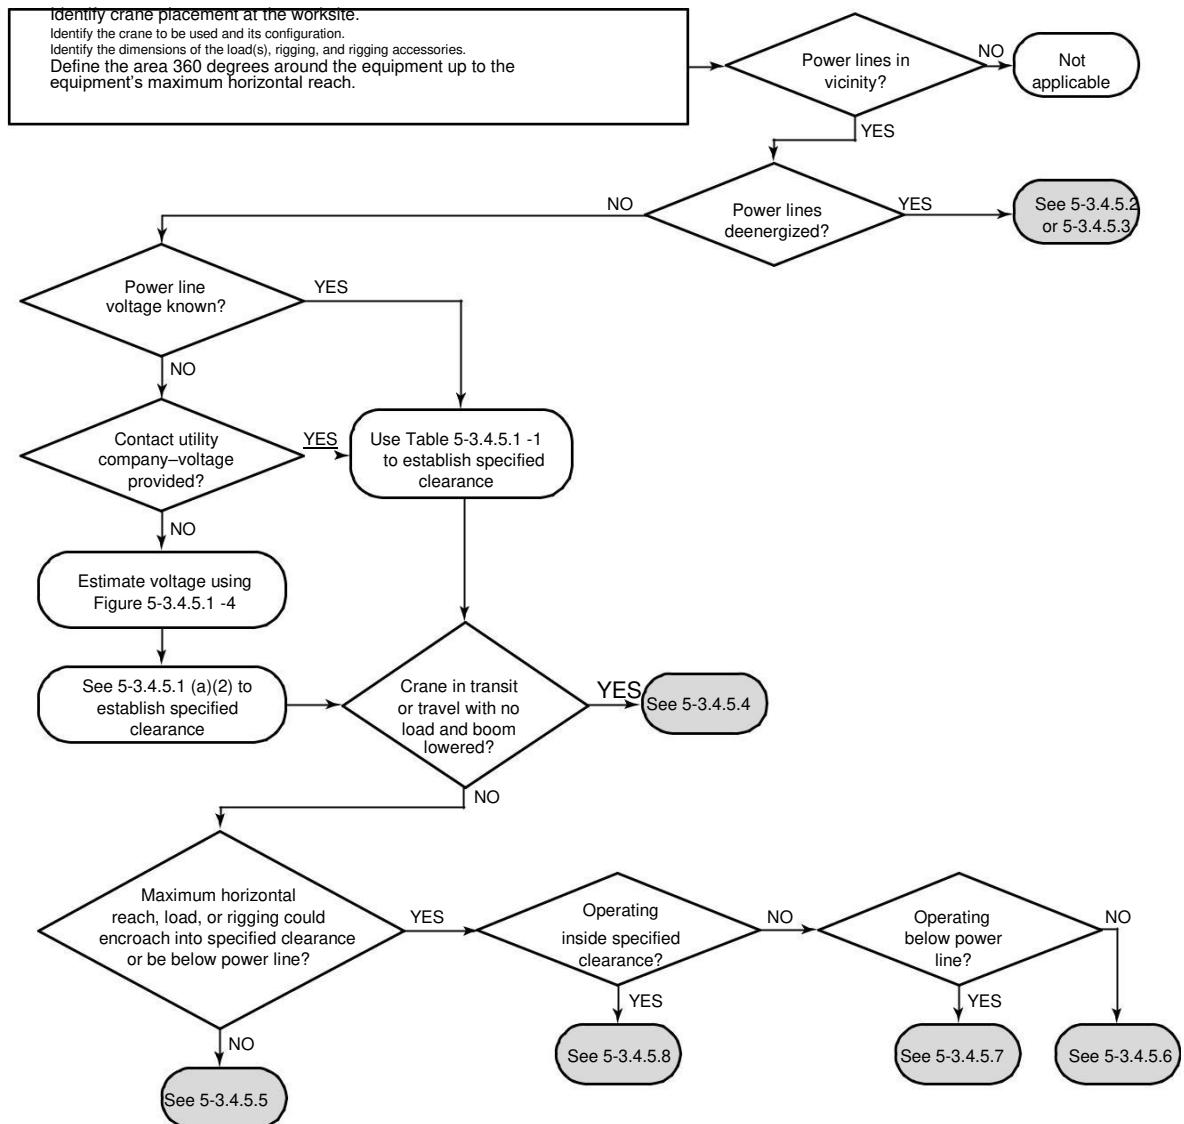 Identify crane placement at the worksite.
Identify the crane to be used and its configuration.
Identify the dimensions of the load(s), rigging, and rigging accessories.
Define the area 360 degrees around the equipment up to the
equipment's maximum horizontal reach.
Power lines in
vicinity?
NO
Not
applicable
YES
Power lines
deenergized?
NO
YES
See 5-3.4.5.2
or 5-3.4.5.3
Power line
voltage known?
YES
NO
Contact utility
company–voltage
provided?
YES
Use Table 5-3.4.5.1 -1
to establish specified
clearance
NO
Estimate voltage using
Figure 5-3.4.5.1 -4
See 5-3.4.5.1 (a)(2) to
establish specified
clearance
Crane in transit
or travel with no
load and boom
lowered?
YES
See 5-3.4.5.4
NO
Maximum horizontal
reach, load, or rigging could
encroach into specified clearance
or be below power line?
YES
Operating
inside specified
clearance?
NO
Operating
below power
line?
NO
YES
YES
NO
See 5-3.4.5.8
See 5-3.4.5.7
See 5-3.4.5.6
See 5-3.4.5.5